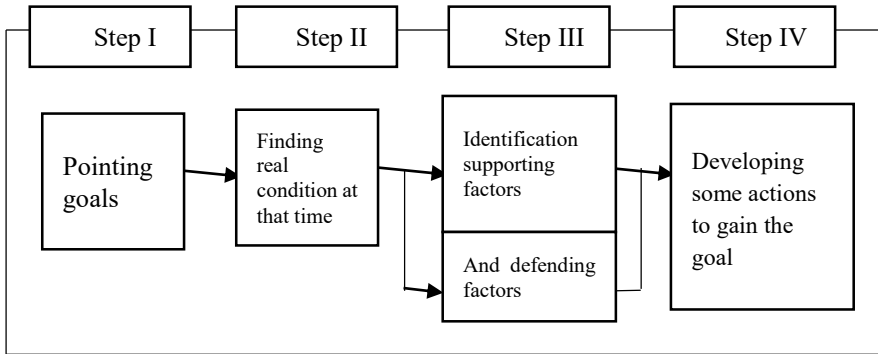 Step I
Step II
Step III
Step IV
Pointing
goals
Finding
real
condition at
that time
Identification
supporting
factors
And defending
factors
Developing
some actions
to gain the
goal